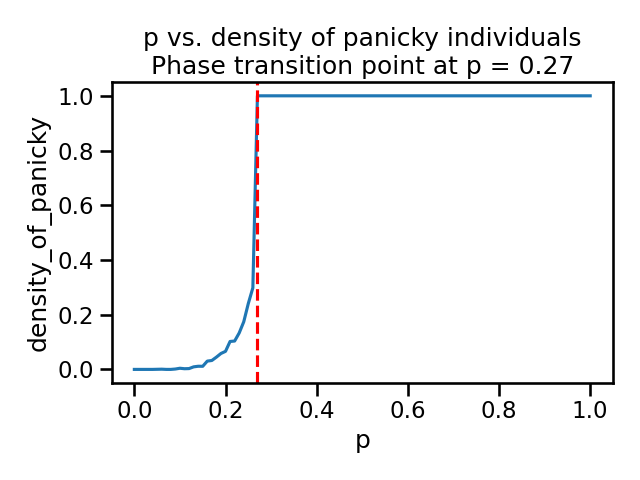 p vs. density of panicky individuals
Phase transition point at p = 0.27
density_of_panicky
1.0
0.8
0.6
0.4
0.2
0.0
0.0 0.2 0.4 0.6 0.8 1.0
p